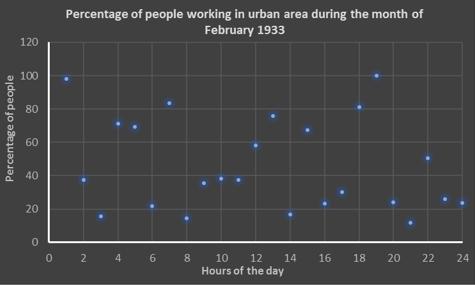 Percentage of people working in urban area during the month of
February 1933
120
100
80
60
40
20
0
Percentage of people
0 2 4 6 8 10 12 14 16 18 20 22 24
Hours of the day